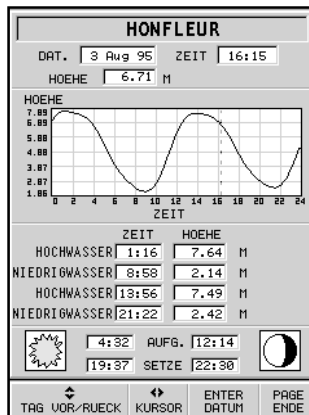 HONFLEUR
DAT. 3 Aug 95 ZEIT 16:15
HOEHE 6.71 M
HOEHE
7.89
6.89
5.88
4.88
3.88
2.87
1.87
1.06
0 2 4 6 8 10 12 14 16 18 20 22 24
ZEIT
ZEIT HOEHE
HOCHWASSER 1:16 7.64 M
NIEDRIGWASSER 8:58 2.14 M
HOCHWASSER 13:56 7.49 M
NIEDRIGWASSER 21:22 2.42 M
4:32 AUFG. 12:14
19:37 SETZE 22:30
TAG VOR/RUECK KURSOR ENTER DATUM PAGE ENDE